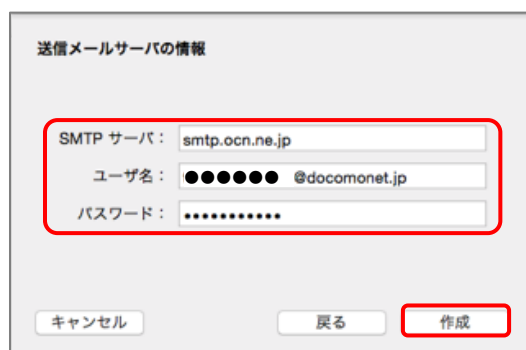 送信メールサーバの情報
SMTP サーバ： smtp.ocn.ne.jp
ユーザ名： ●●●●●● @docomonet.jp
パスワード： •••••••••••
キャンセル 戻る 作成